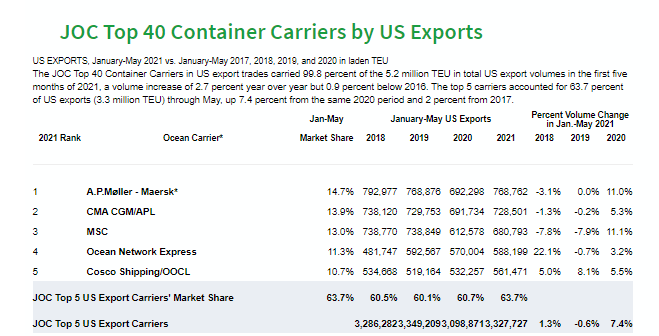 JOC Top 40 Container Carriers by US Exports
US EXPORTS, January-May 2021 vs. January-May 2017, 2018, 2019, and 2020 in laden TEU
The JOC Top 40 Container Carriers in US export trades carried 99.8 percent of the 5.2 million TEU in total US export volumes in the first five
months of 2021, a volume increase of 2.7 percent year over year but 0.9 percent below 2016. The top 5 carriers accounted for 63.7 percent
of US exports (3.3 million TEU) through May, up 7.4 percent from the same 2020 period and 2 percent from 2017.
Jan-May January-May US Exports Percent Volume Change
in Jan.-May 2021
2021 Rank Ocean Carrier* Market Share 2018 2019 2020 2021 2018 2019 2020
1 A.P.Møller - Maersk* 14.7% 792,977 768,876 692,298 768,762 -3.1% 0.0% 11.0%
2 CMA CGM/APL 13.9% 738,120 729,753 691,734 728,501 -1.3% -0.2% 5.3%
3 MSC 13.0% 738,770 738,849 612,578 680,793 -7.8% -7.9% 11.1%
4 Ocean Network Express 11.3% 481,747 592,567 570,004 588,199 22.1% -0.7% 3.2%
5 Cosco Shipping/OOCL 10.7% 534,668 519,164 532,257 561,471 5.0% 8.1% 5.5%
JOC Top 5 US Export Carriers' Market Share 63.7% 60.5% 60.1% 60.7% 63.7%
JOC Top 5 US Export Carriers 3,286,2823,349,2093,098,8713,327,727 1.3% -0.6% 7.4%